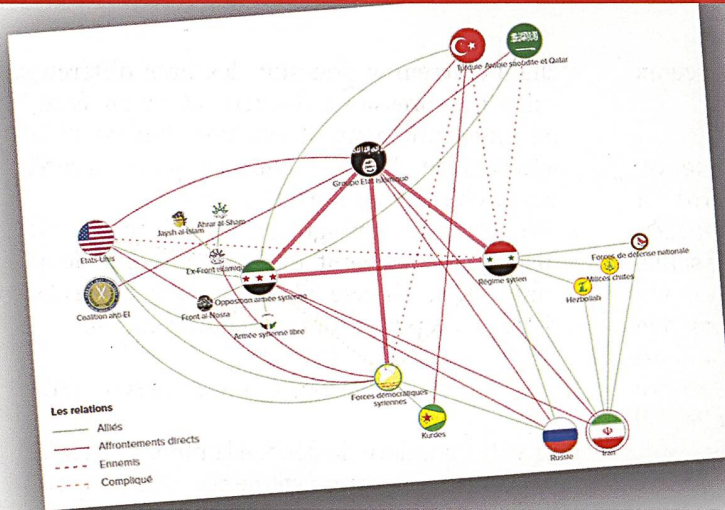 Turquie Arabie saoudite et Qatar
Groupe Etat Islamique
Jaysh al-Islam
Ahrar al-Sham
Etats-Unis
Ex-Front islamique
Régime syrien
Forces de défense nationale
Milices chiites
Hezbollah
Coalition anti-EI
Opposition armée syrienne
Front al-Nosra
Armée syrienne libre
Forces démocratiques
syriennes
Kurdes
Russie
Iran
Les relations
Alliés
Affrontements directs
Ennemis
Compliqué